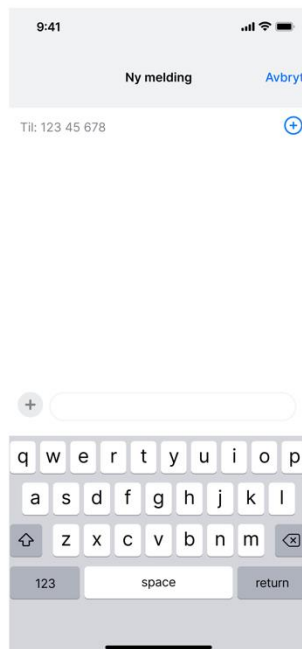 9:41
Ny melding Avbryt
Til: 123 45 678
q w e r t y u i o p
a s d f g h j k l
z x c v b n m
123 space return